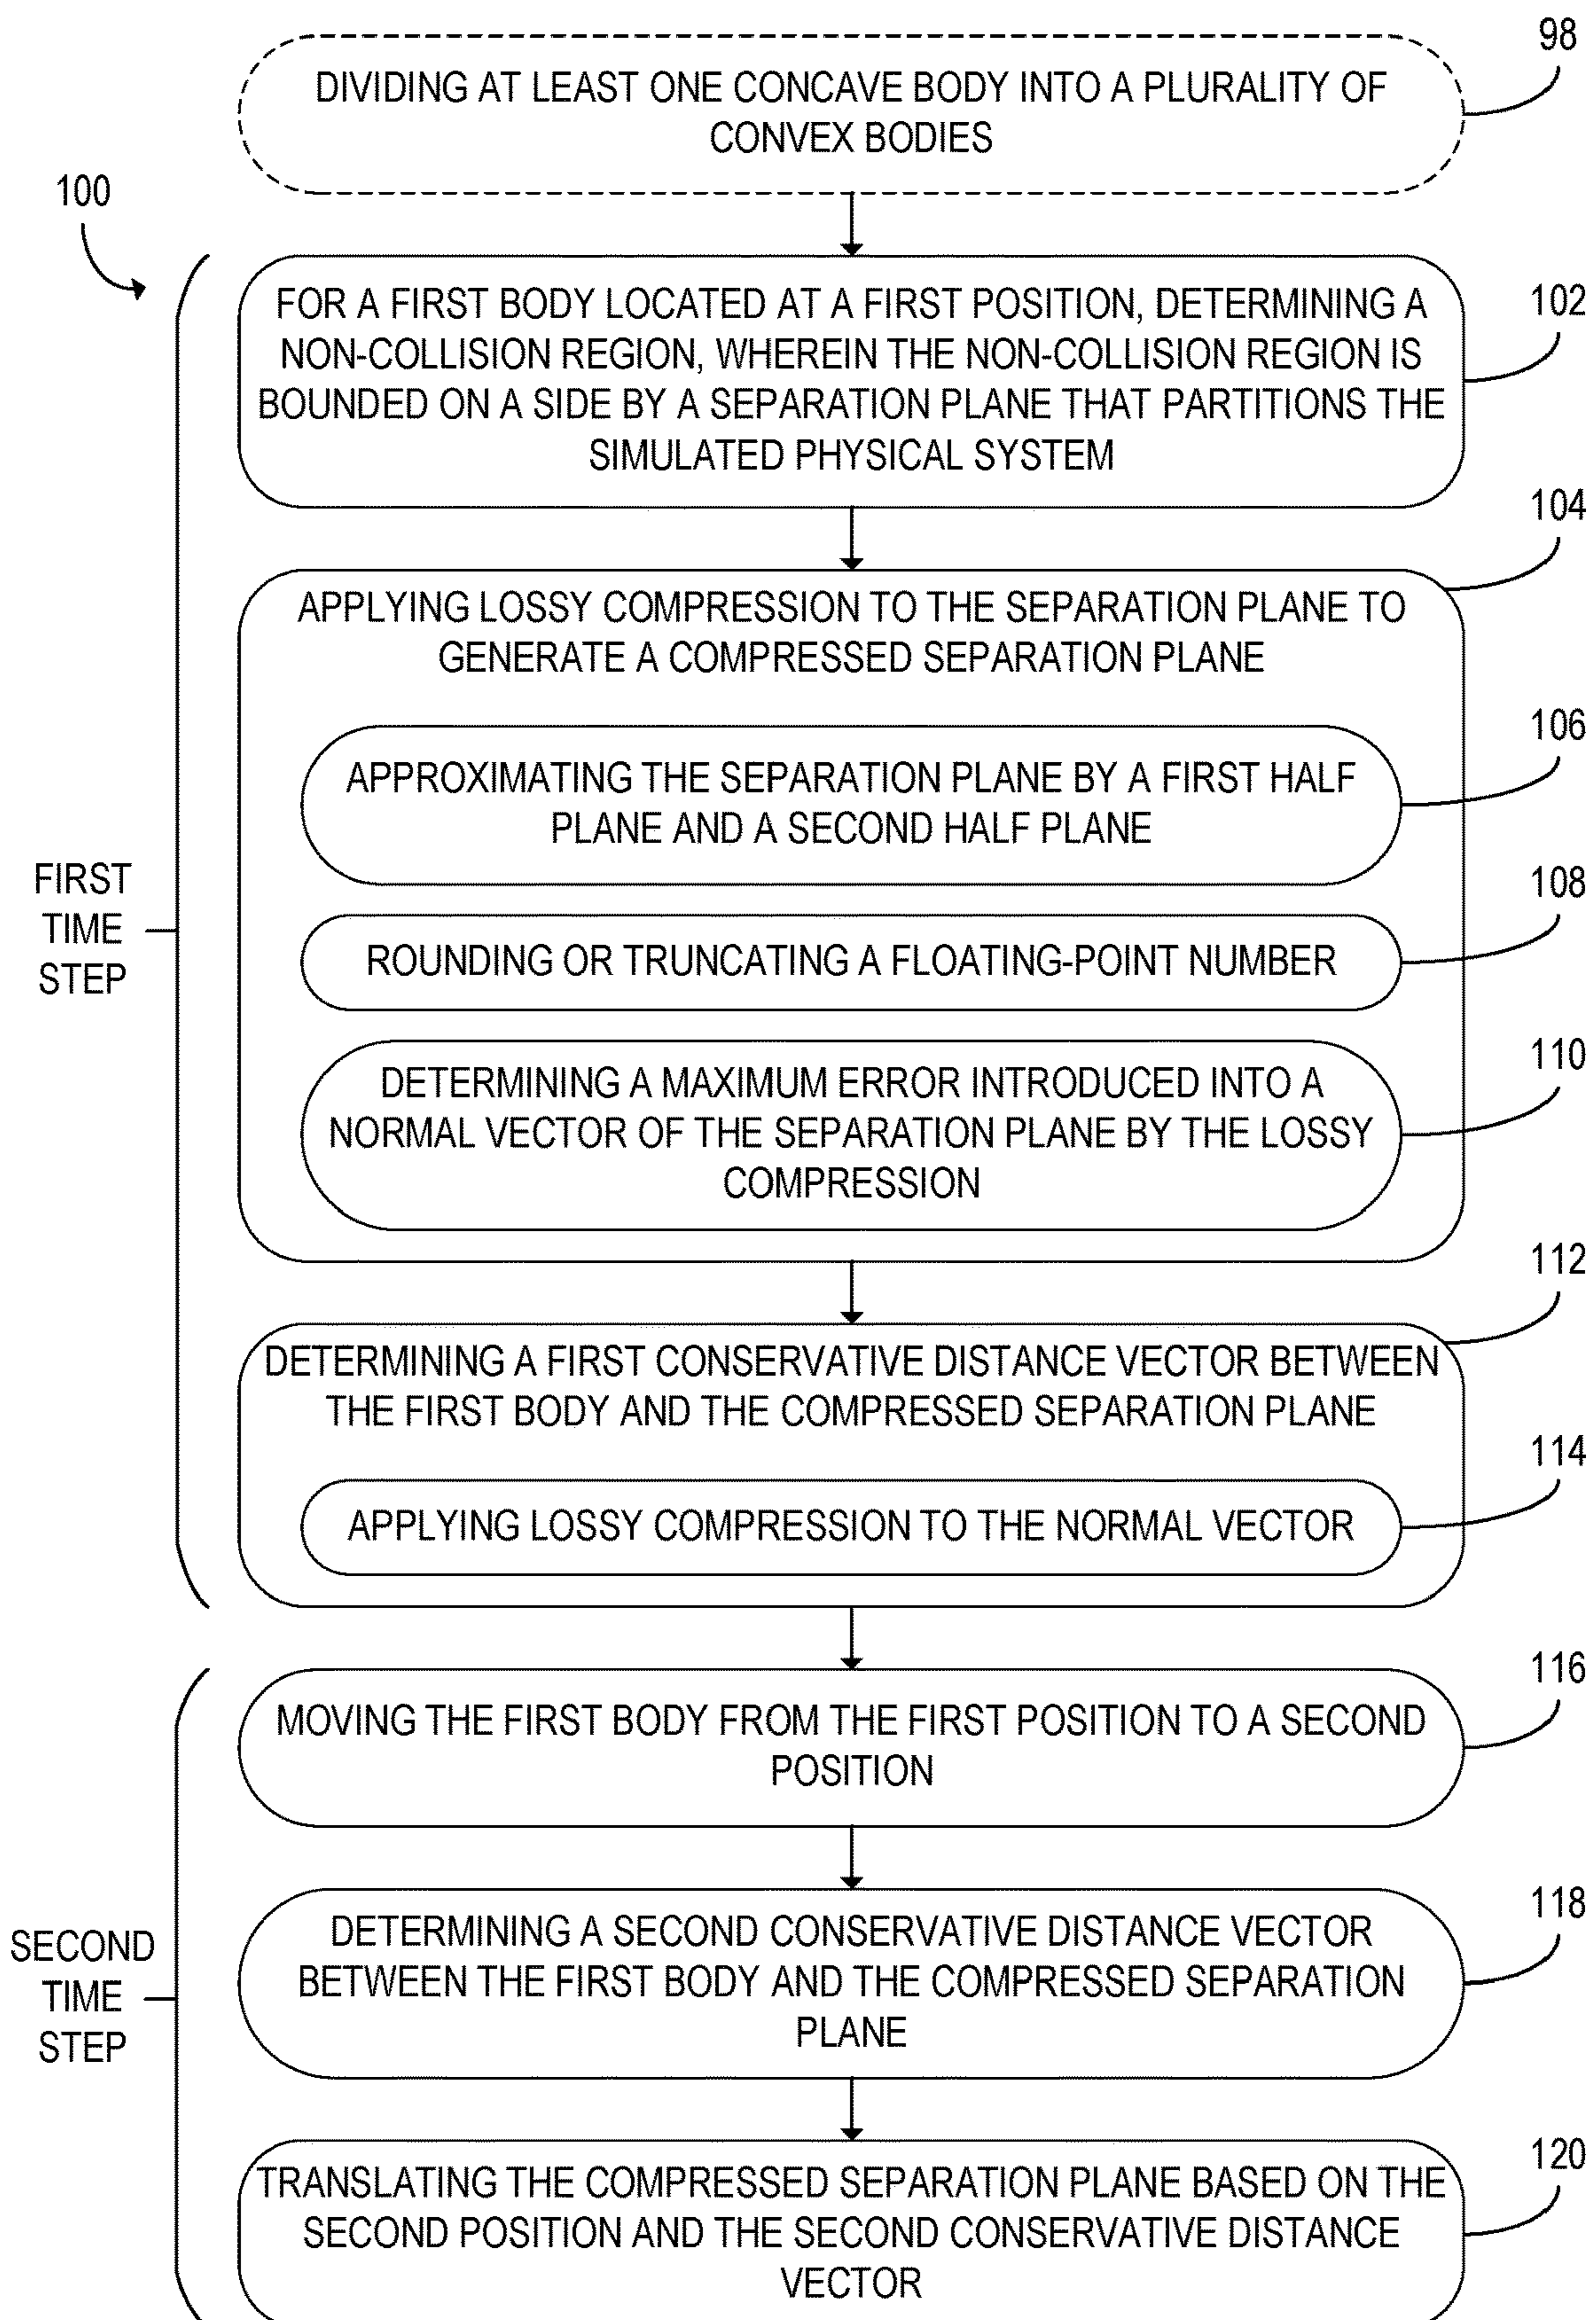 98
DIVIDING AT LEAST ONE CONCAVE BODY INTO A PLURALITY OF
CONVEX BODIES
100
102
FOR A FIRST BODY LOCATED AT A FIRST POSITION, DETERMINING A
NON-COLLISION REGION, WHEREIN THE NON-COLLISION REGION IS
BOUNDED ON A SIDE BY A SEPARATION PLANE THAT PARTITIONS THE
SIMULATED PHYSICAL SYSTEM
104
APPLYING LOSSY COMPRESSION TO THE SEPARATION PLANE TO
GENERATE A COMPRESSED SEPARATION PLANE
106
APPROXIMATING THE SEPARATION PLANE BY A FIRST HALF
PLANE AND A SECOND HALF PLANE
FIRST
TIME
STEP
108
ROUNDING OR TRUNCATING A FLOATING-POINT NUMBER
110
DETERMINING A MAXIMUM ERROR INTRODUCED INTO A
NORMAL VECTOR OF THE SEPARATION PLANE BY THE LOSSY
COMPRESSION
112
DETERMINING A FIRST CONSERVATIVE DISTANCE VECTOR BETWEEN
THE FIRST BODY AND THE COMPRESSED SEPARATION PLANE
114
APPLYING LOSSY COMPRESSION TO THE NORMAL VECTOR
116
MOVING THE FIRST BODY FROM THE FIRST POSITION TO A SECOND
POSITION
118
DETERMINING A SECOND CONSERVATIVE DISTANCE VECTOR
BETWEEN THE FIRST BODY AND THE COMPRESSED SEPARATION
PLANE
SECOND
TIME
STEP
120
TRANSLATING THE COMPRESSED SEPARATION PLANE BASED ON THE
SECOND POSITION AND THE SECOND CONSERVATIVE DISTANCE
VECTOR